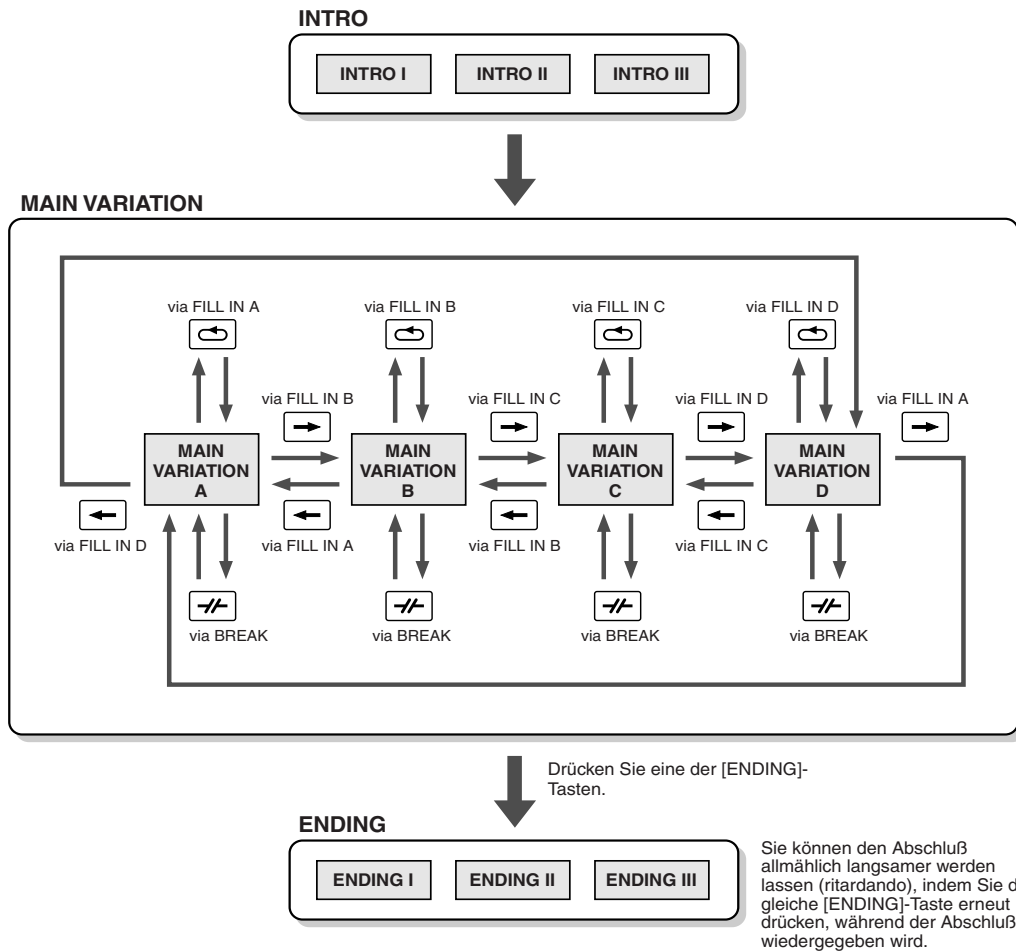 INTRO
INTRO I
INTRO II
INTRO III
MAIN VARIATION
via FILL IN A
via FILL IN B
via FILL IN C
via FILL IN D
via FILL IN B
via FILL IN C
via FILL IN D
via FILL IN A
MAIN
VARIATION
A
MAIN
VARIATION
B
MAIN
VARIATION
C
MAIN
VARIATION
D
via FILL IN D
via FILL IN A
via FILL IN B
via FILL IN C
via BREAK
via BREAK
via BREAK
via BREAK
Drücken Sie eine der [ENDING]-
Tasten.
ENDING
ENDING I
ENDING II
ENDING III
Sie können den Abschluß
allmählich langsamer werden
lassen (ritardando), indem Sie
gleiche [ENDING]-Taste erneut
drücken, während der Abschluß
wiedergegeben wird.